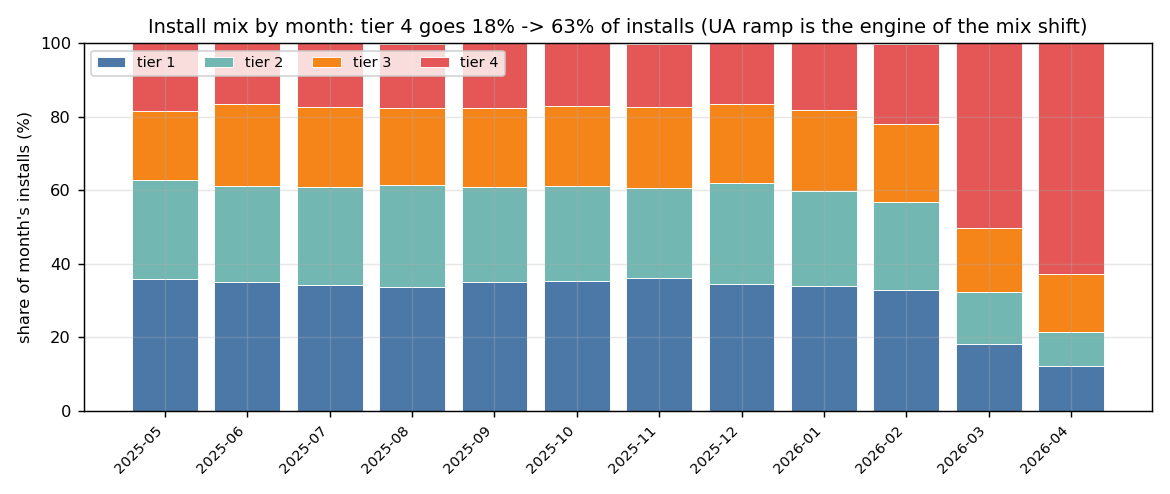 Install mix by month: tier 4 goes 18% -> 63% of installs (UA ramp is the engine of the mix shift)
tier 1 tier 2 tier 3 tier 4
share of month's installs (%)
100
80
60
40
20
0
2025-05 2025-06 2025-07 2025-08 2025-09 2025-10 2025-11 2025-12 2026-01 2026-02 2026-03 2026-04